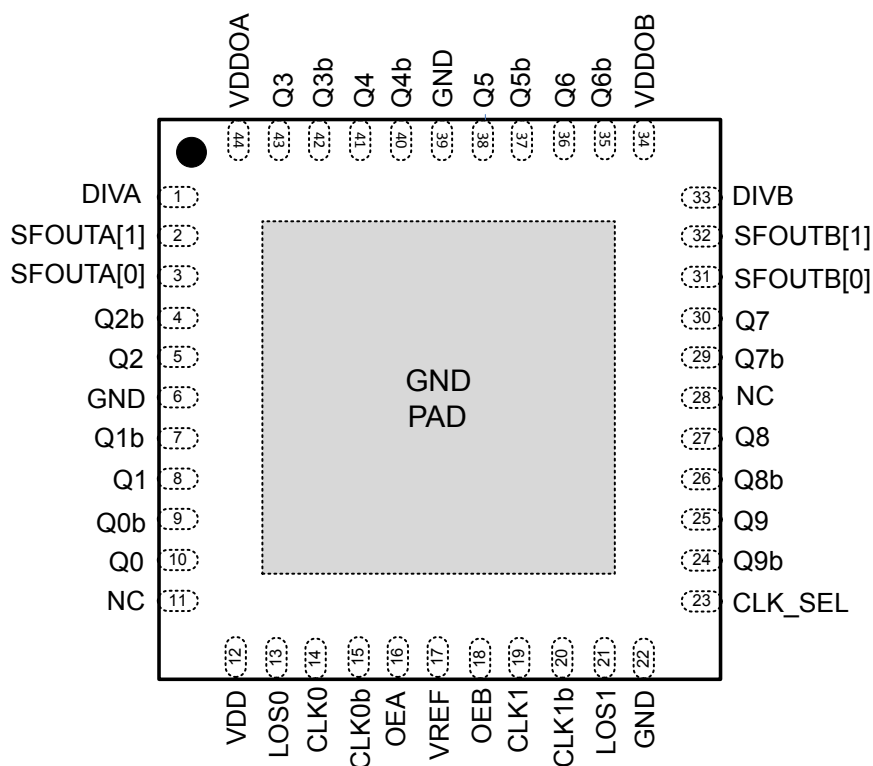 VDDOA
Q3
Q3b
Q4
Q4b
GND
Q5
Q5b
Q6
Q6b
VDDOB
44
43
42
41
40
39
38
37
36
35
34
DIVA 1
SFOUTA[1] 2
SFOUTA[0] 3
Q2b 4
Q2 5
GND 6
Q1b 7
Q1 8
Q0b 9
Q0 10
NC 11
GND
PAD
33 DIVB
32 SFOUTB[1]
31 SFOUTB[0]
30 Q7
29 Q7b
28 NC
27 Q8
26 Q8b
25 Q9
24 Q9b
23 CLK_SEL
12
13
14
15
16
17
18
19
20
21
22
VDD
LOS0
CLK0
CLK0b
OEA
VREF
OEB
CLK1
CLK1b
LOS1
GND